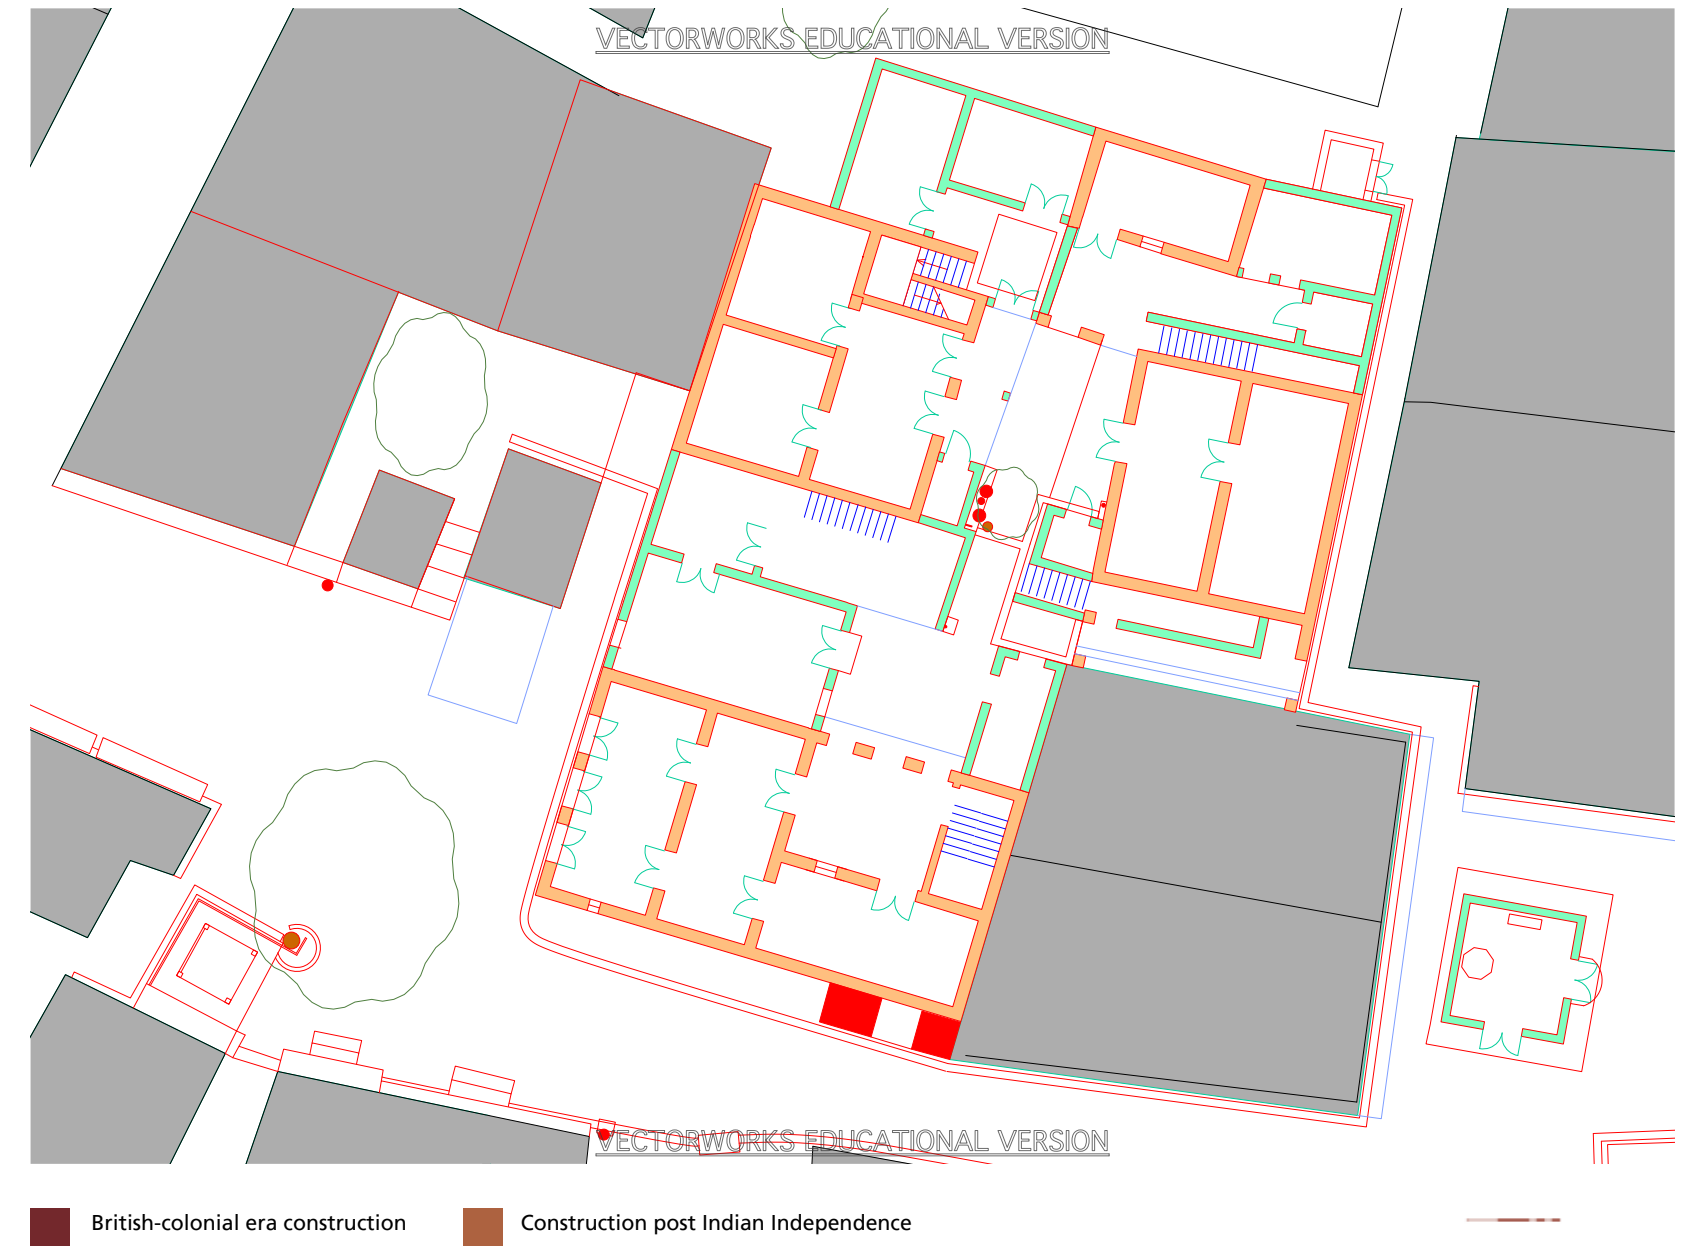 VECTORWORKS EDUCATIONAL VERSION
VECTORWORKS EDUCATIONAL VERSION
British-colonial era construction
Construction post Indian Independence